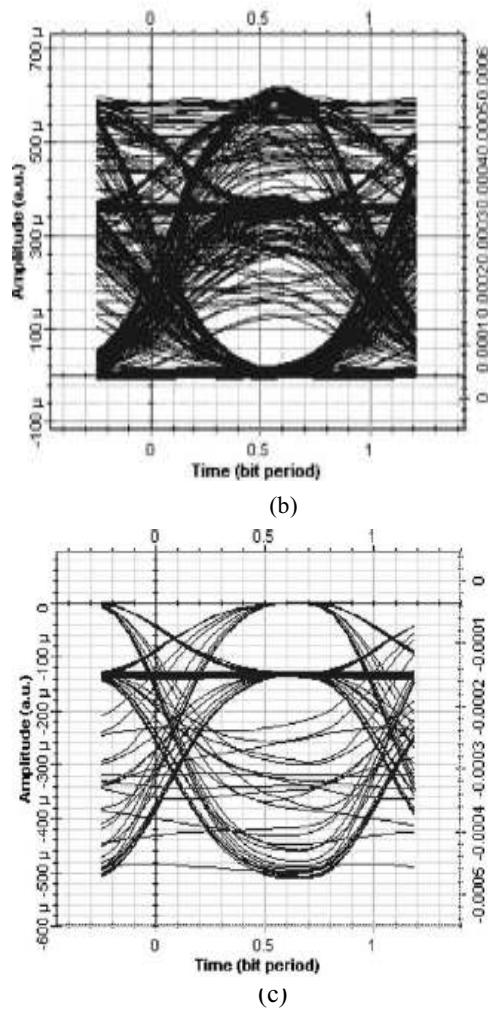 0 0.5 1
700 µ
500 µ
300 µ
100 µ
-100 µ
Amplitude (a.u.)
0.0006
0.0005
0.00040
0.00030
0.00020
0.0001
0
0 0.5 1
Time (bit period)
(b)
0 0.5 1
0
-100 µ
-200 µ
-300 µ
-400 µ
-500 µ
-600 µ
Amplitude (a.u.)
0
-0.0001
-0.0002
-0.0003
-0.0004
-0.0005
0 0.5 1
Time (bit period)
(c)